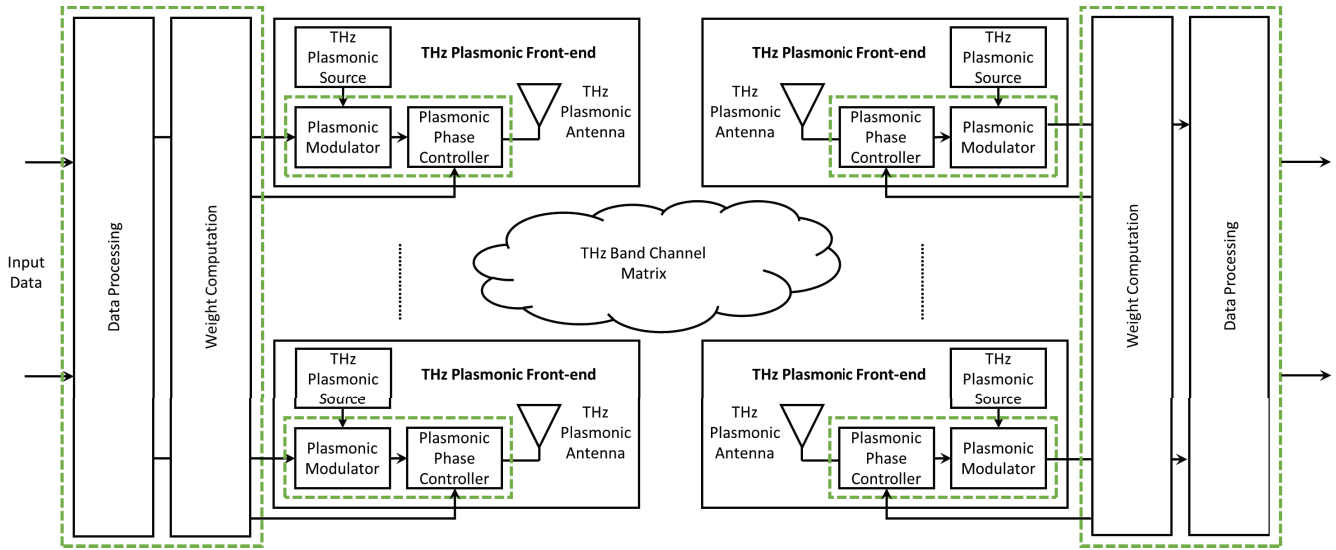 THz
Plasmonic
Source
THz Plasmonic Front-end
THz
Plasmonic
Antenna
Plasmonic
Modulator
Plasmonic
Phase
Controller
THz Plasmonic Front-end
THz
Plasmonic
Source
THz
Plasmonic
Antenna
Plasmonic
Phase
Controller
Plasmonic
Modulator
Input
Data
Data Processing
Weight Computation
THz Band Channel
Matrix
Weight Computation
Data Processing
THz
Plasmonic
Source
THz Plasmonic Front-end
THz
Plasmonic
Antenna
Plasmonic
Modulator
Plasmonic
Phase
Controller
THz Plasmonic Front-end
THz
Plasmonic
Source
THz
Plasmonic
Antenna
Plasmonic
Phase
Controller
Plasmonic
Modulator